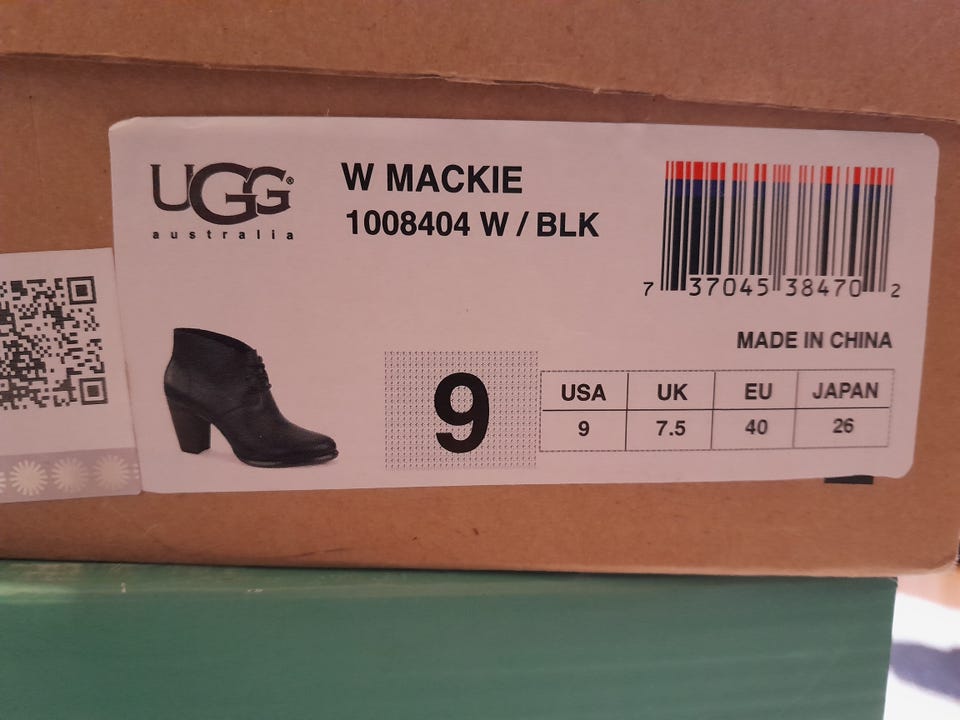 UGG®
australia
W MACKIE
1008404 W / BLK
7 37045 38470 2
MADE IN CHINA
9
USA UK EU JAPAN
9 7.5 40 26